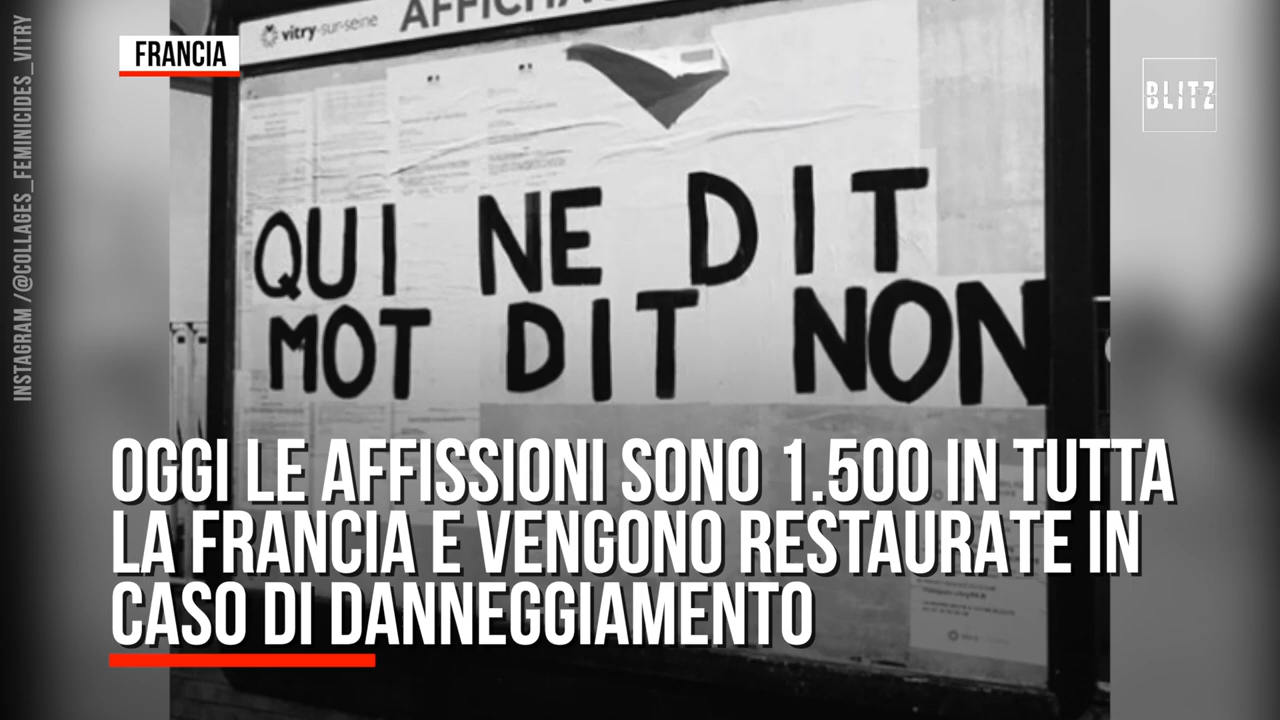 vitry-sur-seine
FRANCIA
BLITZ
INSTAGRAM /@COLLAGES_FEMINICIDES_VITRY
QUI NE DIT
MOT DIT NON
OGGI LE AFFISSIONI SONO 1.500 IN TUTTA
LA FRANCIA E VENGONO RESTAURATE IN
CASO DI DANNEGGIAMENTO